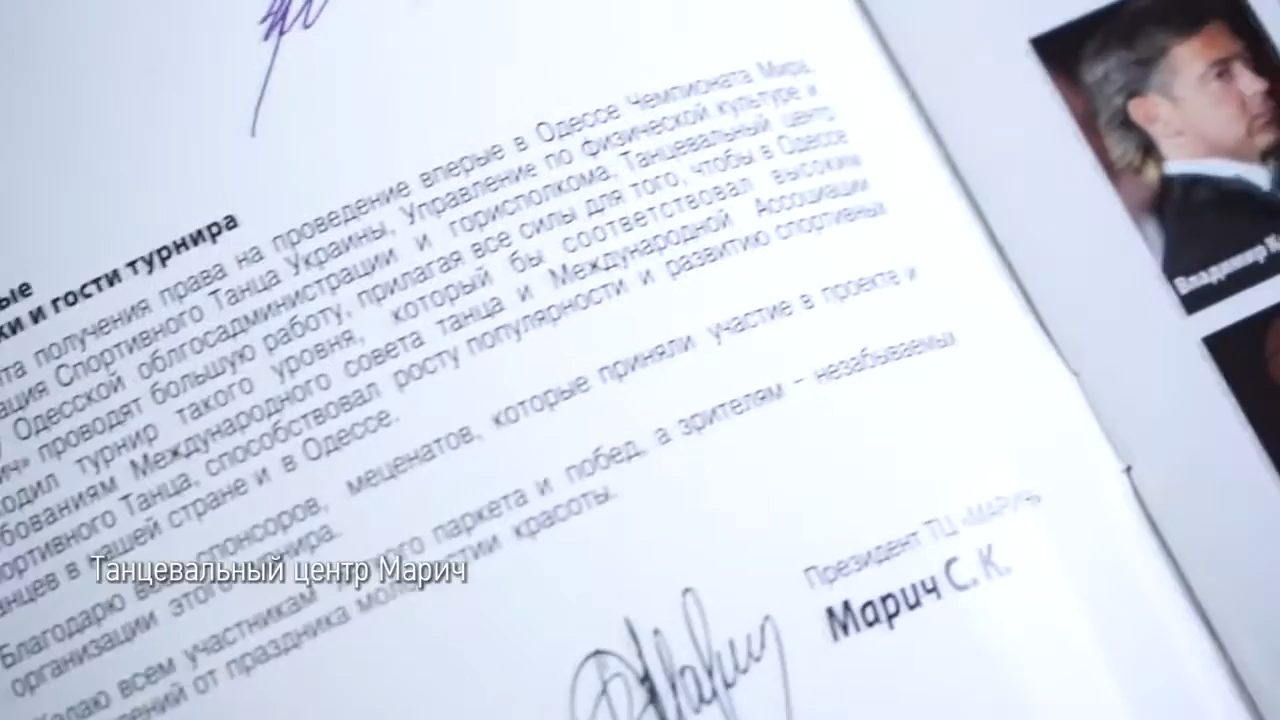 ые
ки и гости турнира
та получения права на проведение впервые в Одессе Чемпионата Мира,
ация Спортивного Танца Украины, Управление по физической культуре и
Одесской облгосадминистрации и горисполкома, Танцевальный центр
ич» проводят большую работу, прилагая все силы для того, чтобы в Одессе
ходил турнир такого уровня, который бы соответствовал высоким
бованиям Международного совета танца и Международной Ассоциации
ортивного Танца, способствовал росту популярности и развитию спортивных
анцев в нашей стране и в Одессе.
Благодарю всех спонсоров, меценатов, которые приняли участие в проекте и
организации этого турнира.
Желаю всем участникам паркета и побед, а зрителям – незабываемых
лений от праздника молодости и красоты.
Президент ТЦ «МАРИЧ»
Марич С. К.
Владимир К
Танцевальный центр Марич